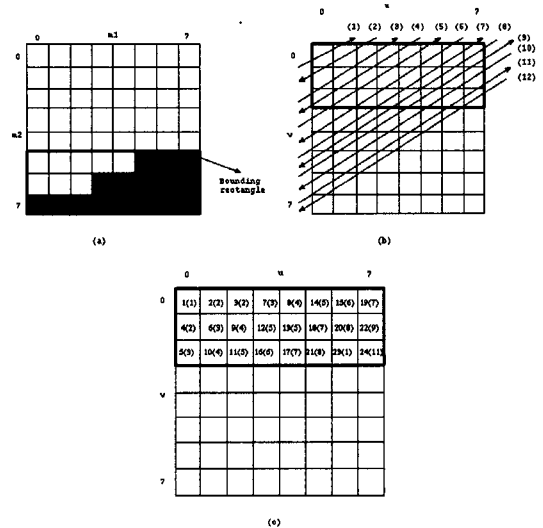 m1
0 7
0
m2
7
Bounding
rectangle
(a)
u
0 7
(1) (2) (3) (4) (5) (6) (7) (8)
(9)
(10)
(11)
(12)
0
v
7
(b)
0 u 7
0
1(1) 2(2) 3(2) 7(3) 8(4) 14(5) 15(6) 19(7)
4(2) 6(3) 9(4) 12(5) 13(5) 18(7) 20(8) 22(9)
5(3) 10(4) 11(5) 16(6) 17(7) 21(8) 23(1) 24(11)
v
7
(c)